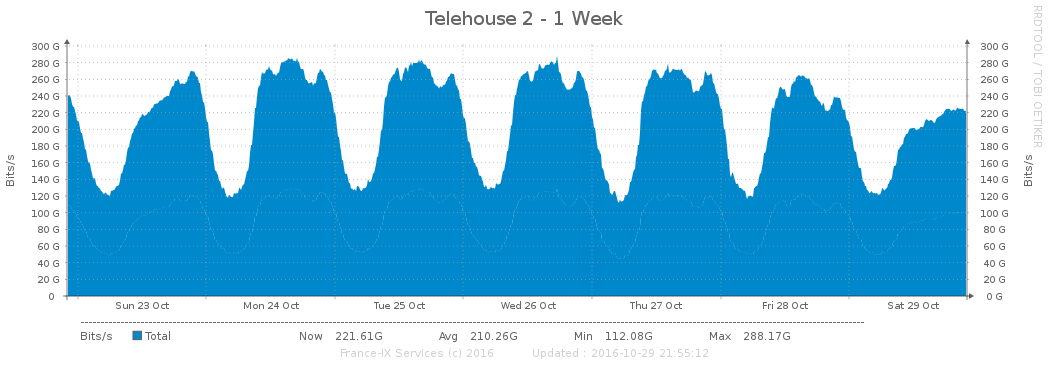 Telehouse 2 - 1 Week
RRDTOOL / TOBI OETIKER
Bits/s
300 G
280 G
260 G
240 G
220 G
200 G
180 G
160 G
140 G
120 G
100 G
80 G
60 G
40 G
20 G
0
300 G
280 G
260 G
240 G
220 G
200 G
180 G
160 G
140 G
120 G
100 G
80 G
60 G
40 G
20 G
0 G
Bits/s
Sun 23 Oct Mon 24 Oct Tue 25 Oct Wed 26 Oct Thu 27 Oct Fri 28 Oct Sat 29 Oct
Bits/s Total Now 221.61G Avg 210.26G Min 112.08G Max 288.17G
France-IX Services (c) 2016 Updated : 2016-10-29 21:55:12